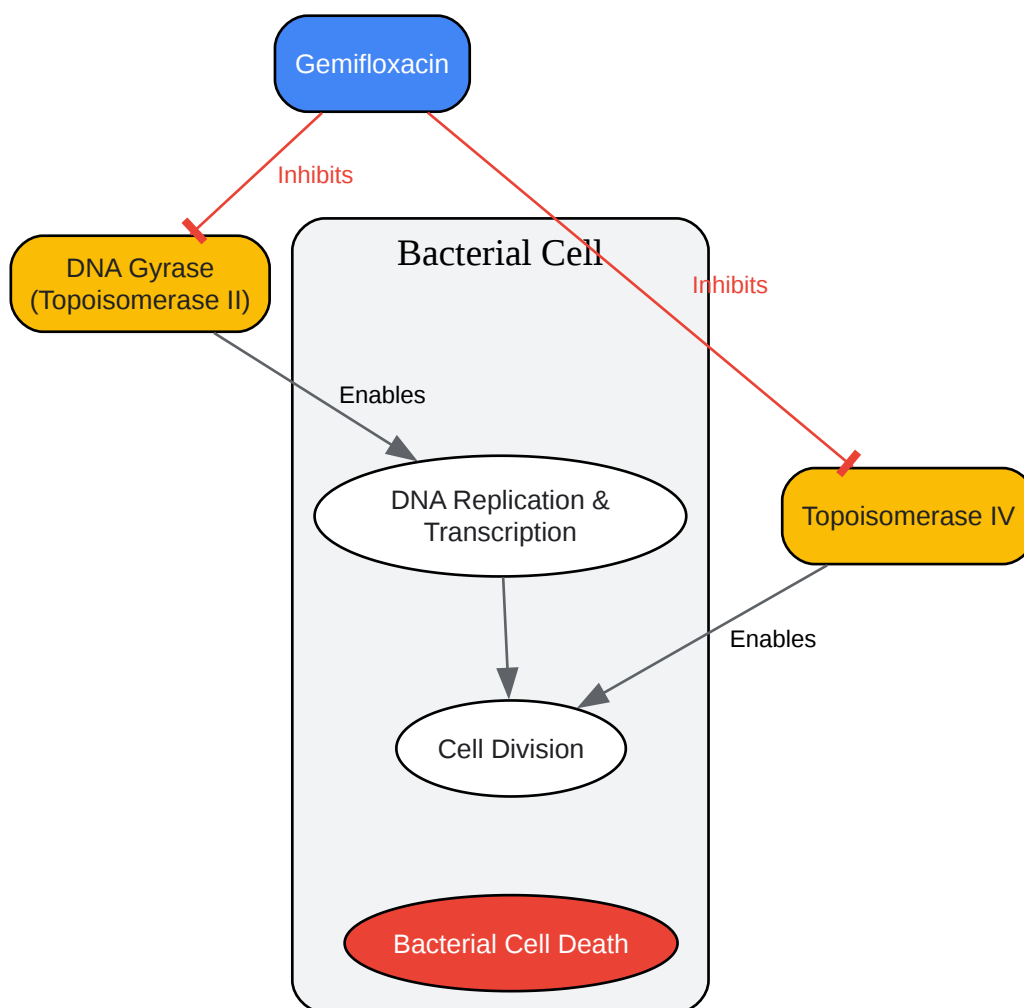 Gemifloxacin
Inhibits
Bacterial Cell
DNA Gyrase
(Topoisomerase II)
Inhibits
Enables
DNA Replication &
Transcription
Topoisomerase IV
Enables
Cell Division
Bacterial Cell Death